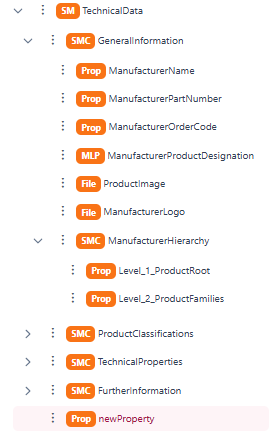 SM TechnicalData
SMC GeneralInformation
Prop ManufacturerName
Prop ManufacturerPartNumber
Prop ManufacturerOrderCode
MLP ManufacturerProductDesignation
File ProductImage
File ManufacturerLogo
SMC ManufacturerHierarchy
Prop Level_1_ProductRoot
Prop Level_2_ProductFamilies
SMC ProductClassifications
SMC TechnicalProperties
SMC FurtherInformation
Prop newProperty